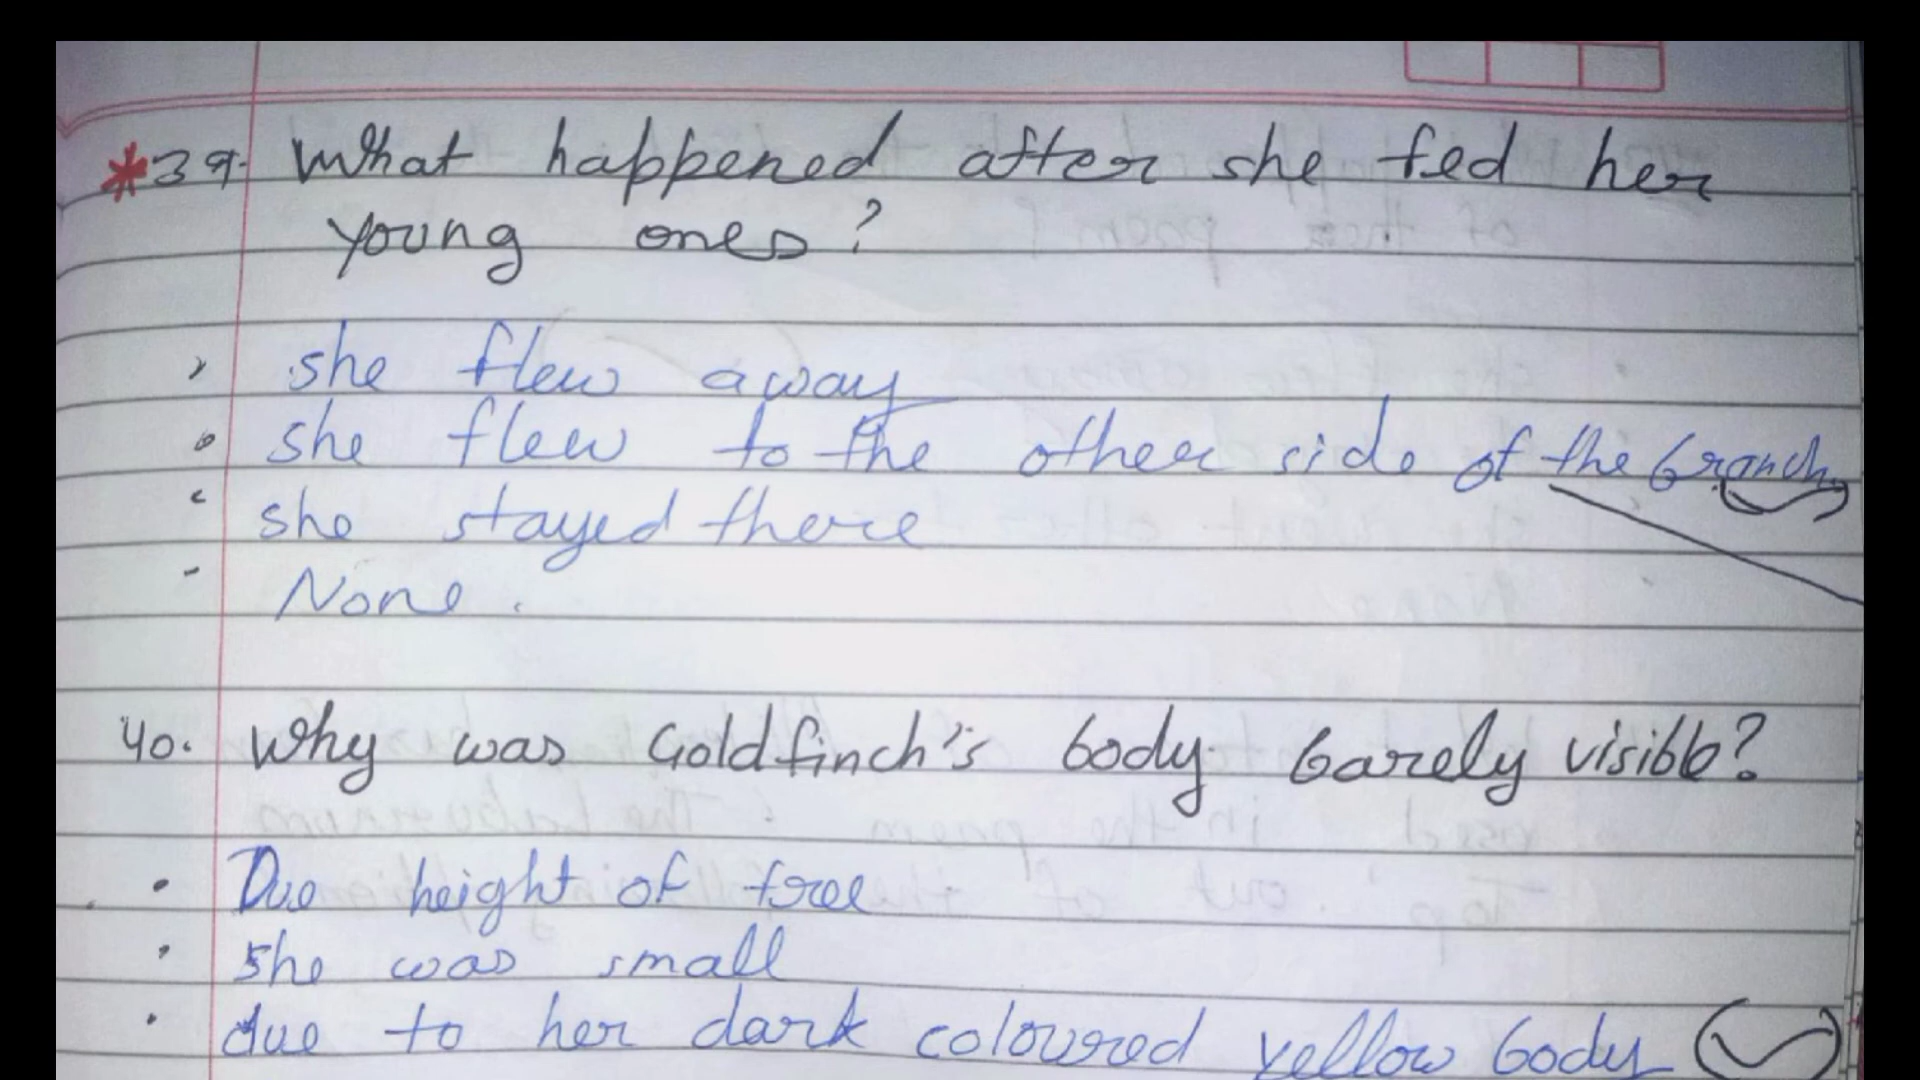 *39. What happened after she fed her
young ones?
she flew away
she flew to the other side of the branch.
she stayed there
None.
40. Why was Goldfinch's body barely visible?
Due height of tree
She was small
due to her dark coloured yellow body